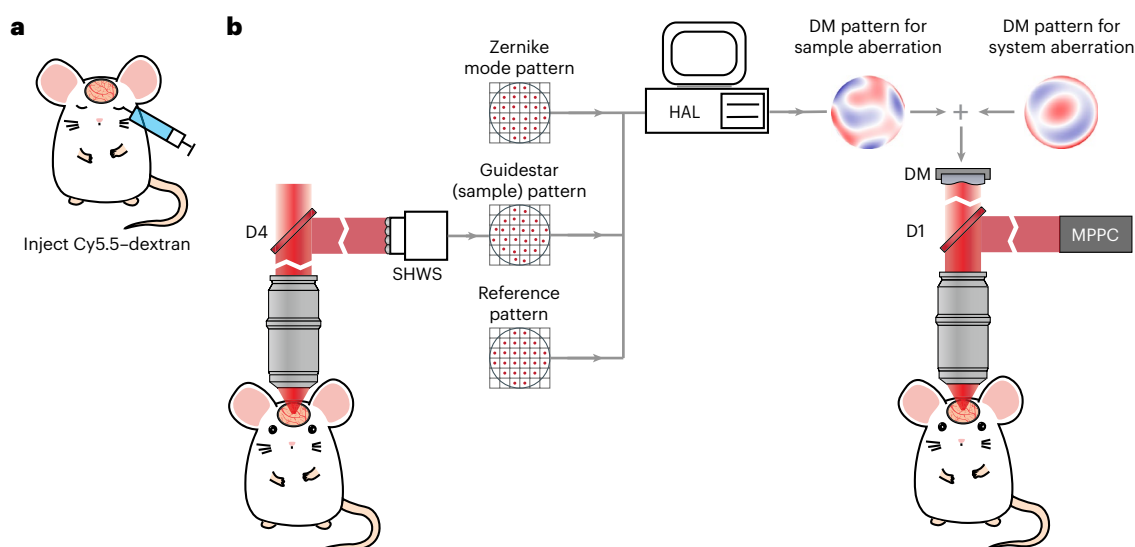 a
b
Inject Cy5.5–dextran
D4
SHWS
Zernike
mode pattern
Guidestar
(sample) pattern
Reference
pattern
HAL
DM pattern for
sample aberration
+
DM pattern for
system aberration
DM
D1
MPPC